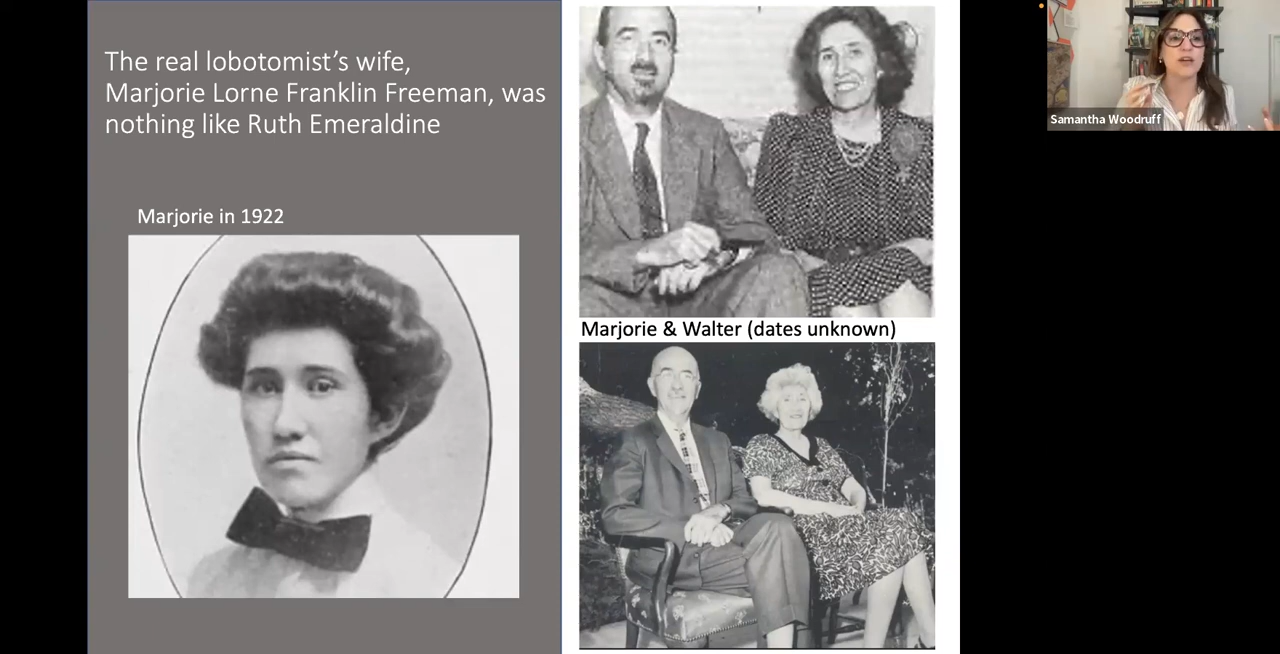 The real lobotomist’s wife,
Marjorie Lorne Franklin Freeman, was
nothing like Ruth Emeraldine
Marjorie in 1922
Marjorie & Walter (dates unknown)
Samantha Woodruff